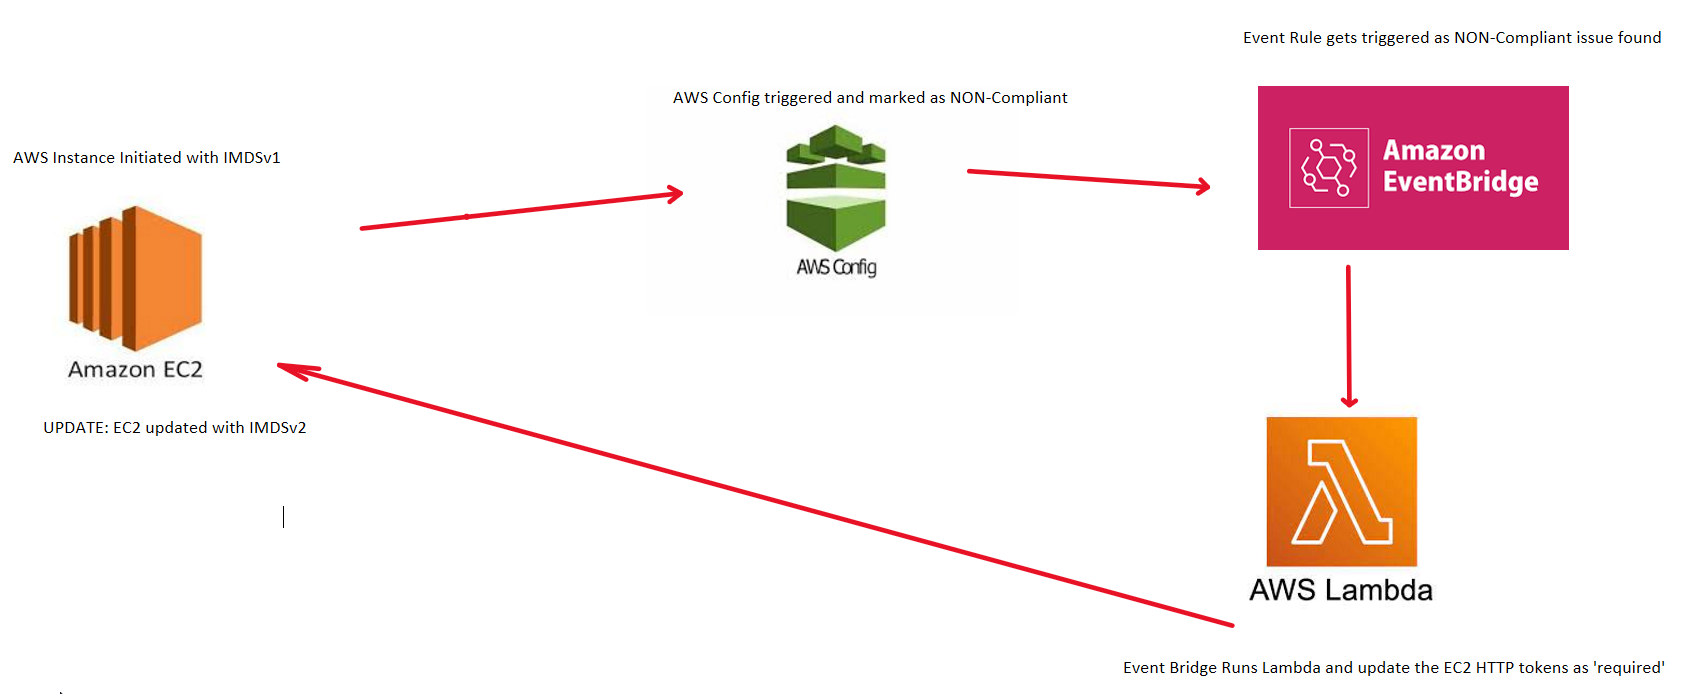 Event Rule gets triggered as NON-Compliant issue found
AWS Config triggered and marked as NON-Compliant
AWS Instance Initiated with IMDSv1
Amazon
EventBridge
AWS Config
Amazon EC2
UPDATE: EC2 updated with IMDSv2
AWS Lambda
Event Bridge Runs Lambda and update the EC2 HTTP tokens as 'required'